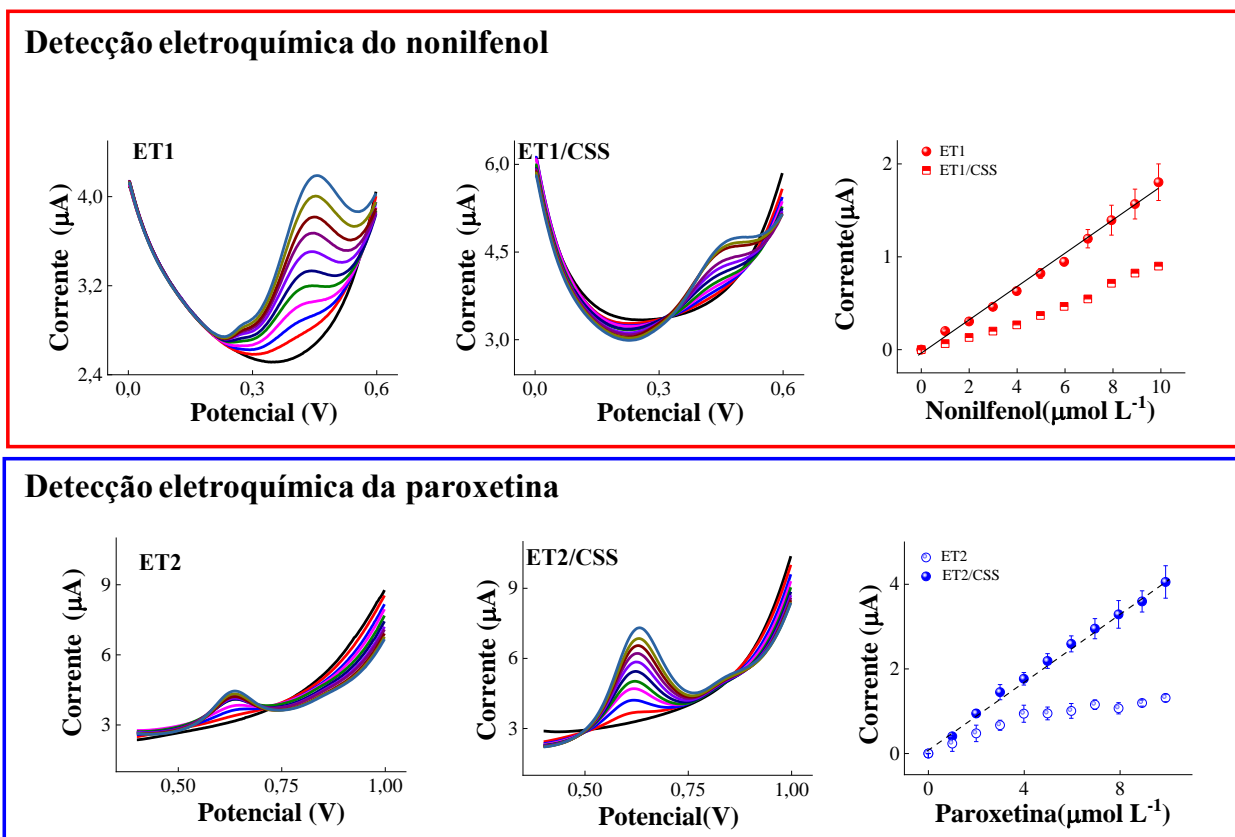 Detecção eletroquímica do nonilfenol
ET1
4,0
3,2
2,4
0,0
0,3
0,6
Corrente (μA)
Potencial (V)
ET1/CSS
6,0
4,5
3,0
0,0
0,3
0,6
Corrente (μA)
Potencial (V)
ET1
ET1/CSS
2
1
0
0
2
4
6
8
10
Corrente(μA)
Nonilfenol(μmol L⁻¹)
Detecção eletroquímica da paroxetina
ET2
9
6
3
0,50
0,75
1,00
Corrente (μA)
Potencial (V)
ET2/CSS
9
6
3
0,50
0,75
1,00
Corrente (μA)
Potencial(V)
ET2
ET2/CSS
4
2
0
0
4
8
Corrente (μA)
Paroxetina(μmol L⁻¹)